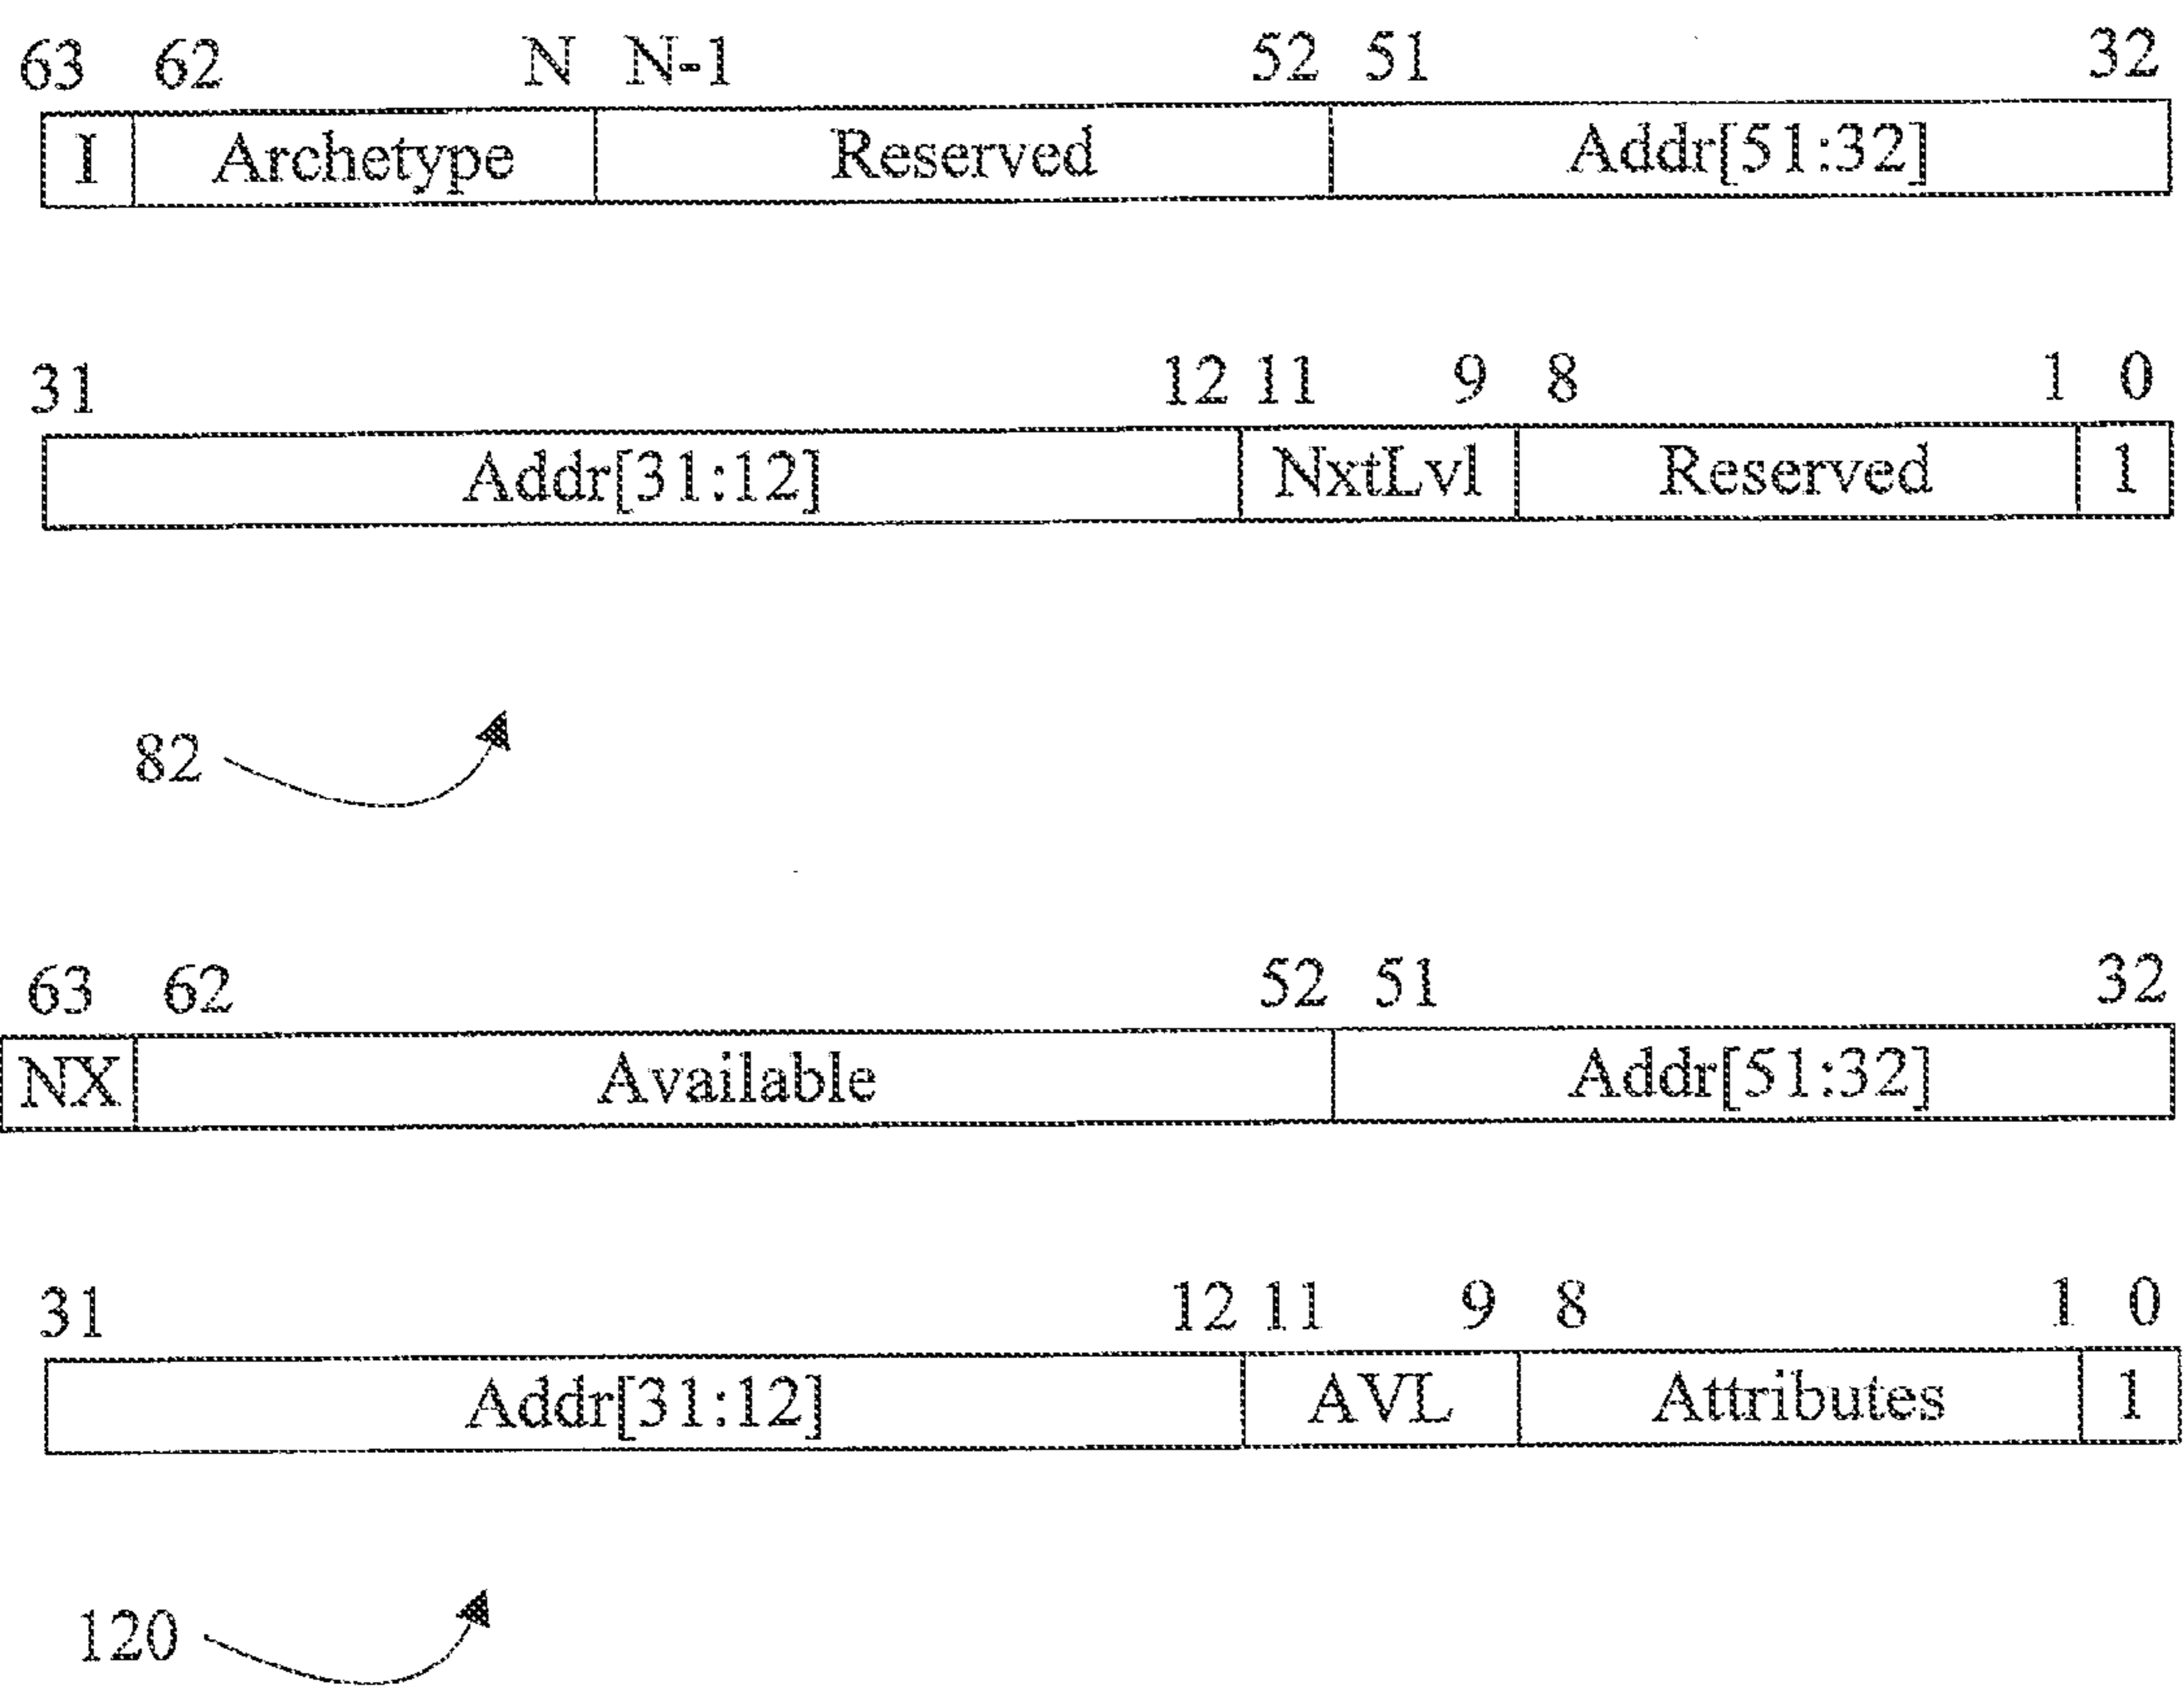 63 62 N N-1 52 51 32
I Archetype Reserved Addr[51:32]
31 12 11 9 8 1 0
Addr[31:12] NxtLvl Reserved 1
82
63 62 52 51 32
NX Available Addr[51:32]
31 12 11 9 8 1 0
Addr[31:12] AVL Attributes 1
120